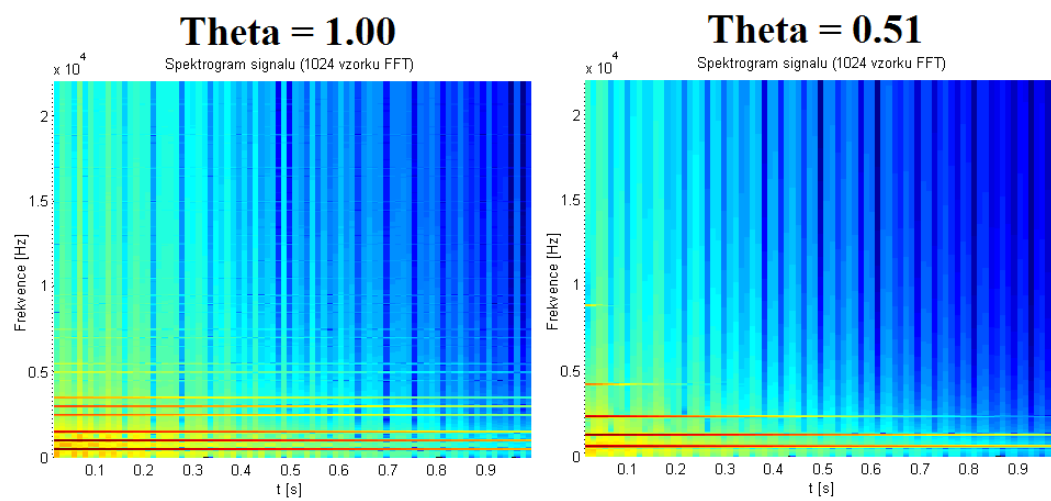 Theta = 1.00
Spektrogram signalu (1024 vzorku FFT)
x 10^4
2
1.5
1
0.5
0
Frekvence [Hz]
0.1 0.2 0.3 0.4 0.5 0.6 0.7 0.8 0.9
t [s]
Theta = 0.51
Spektrogram signalu (1024 vzorku FFT)
x 10^4
2
1.5
1
0.5
0
Frekvence [Hz]
0.1 0.2 0.3 0.4 0.5 0.6 0.7 0.8 0.9
t [s]